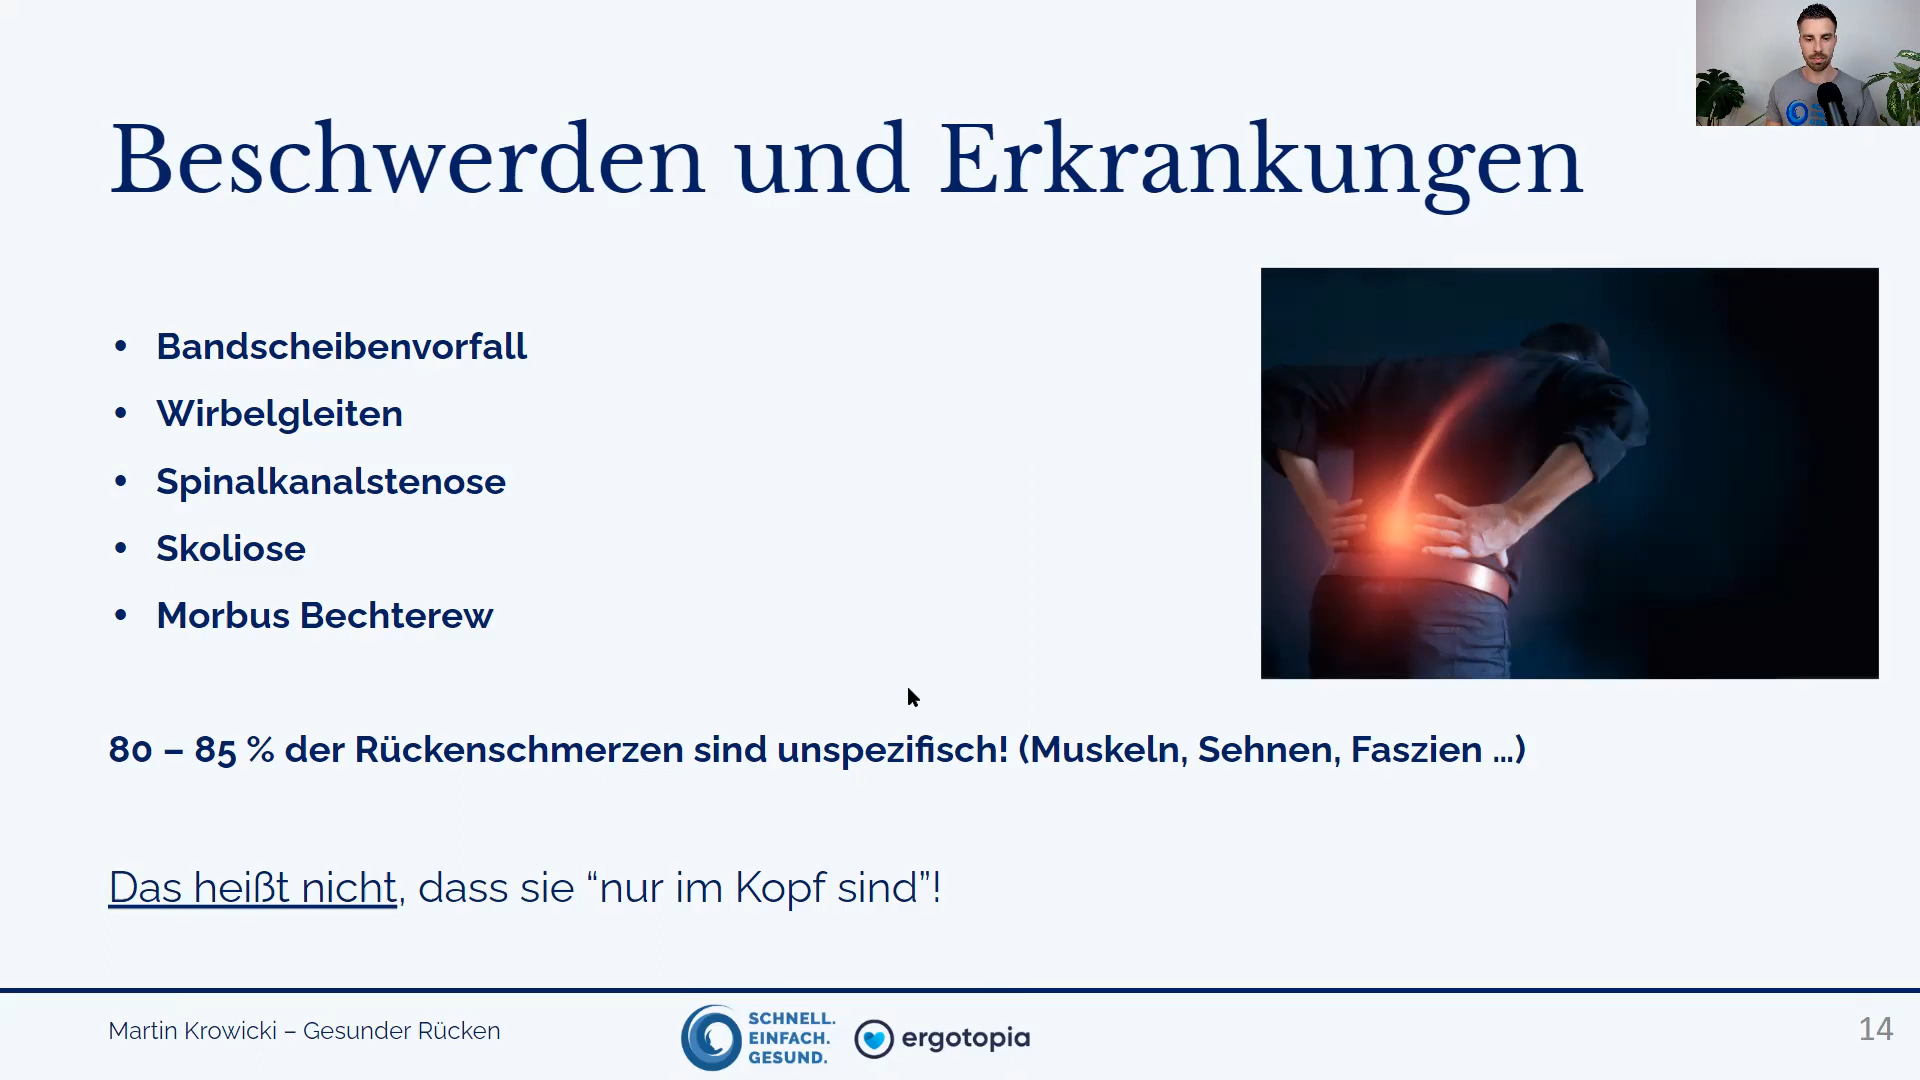 Beschwerden und Erkrankungen
• Bandscheibenvorfall
• Wirbelgleiten
• Spinalkanalstenose
• Skoliose
• Morbus Bechterew
80 – 85 % der Rückenschmerzen sind unspezifisch! (Muskeln, Sehnen, Faszien ...)
Das heißt nicht, dass sie “nur im Kopf sind”!
Martin Krowicki – Gesunder Rücken
SCHNELL.
EINFACH.
GESUND.
ergotopia
14